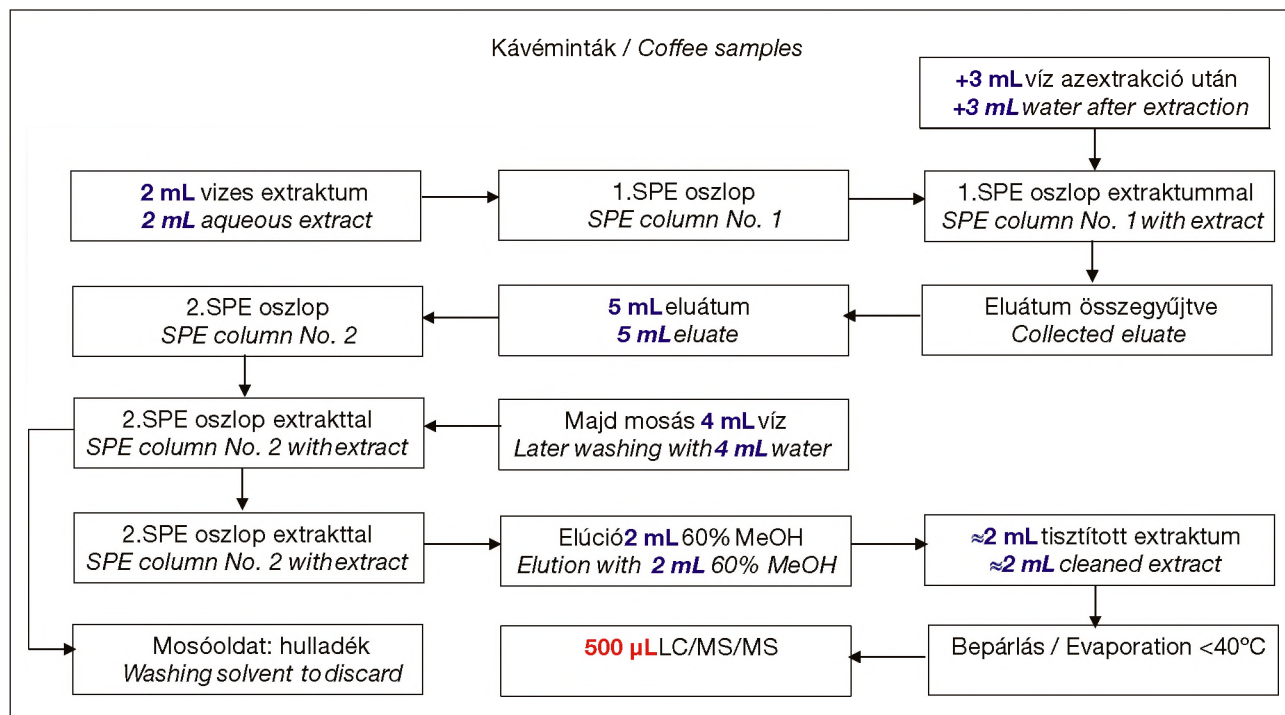 Kávéminták / Coffee samples
+3 mL víz azextrakció után
+3 mL water after extraction
2 mL vizes extraktum
2 mL aqueous extract
1.SPE oszlop
SPE column No. 1
1.SPE oszlop extraktummal
SPE column No. 1 with extract
2.SPE oszlop
SPE column No. 2
5 mL eluátum
5 mL eluate
Eluátum összegyűjtve
Collected eluate
2.SPE oszlop extrakttal
SPE column No. 2 with extract
Majd mosás 4 mL víz
Later washing with 4 mL water
2.SPE oszlop extrakttal
SPE column No. 2 with extract
Elúció 2 mL 60% MeOH
Elution with 2 mL 60% MeOH
≈2 mL tisztított extraktum
≈2 mL cleaned extract
Mosóoldat: hulladék
Washing solvent to discard
500 µL LC/MS/MS
Bepárlás / Evaporation <40ºC